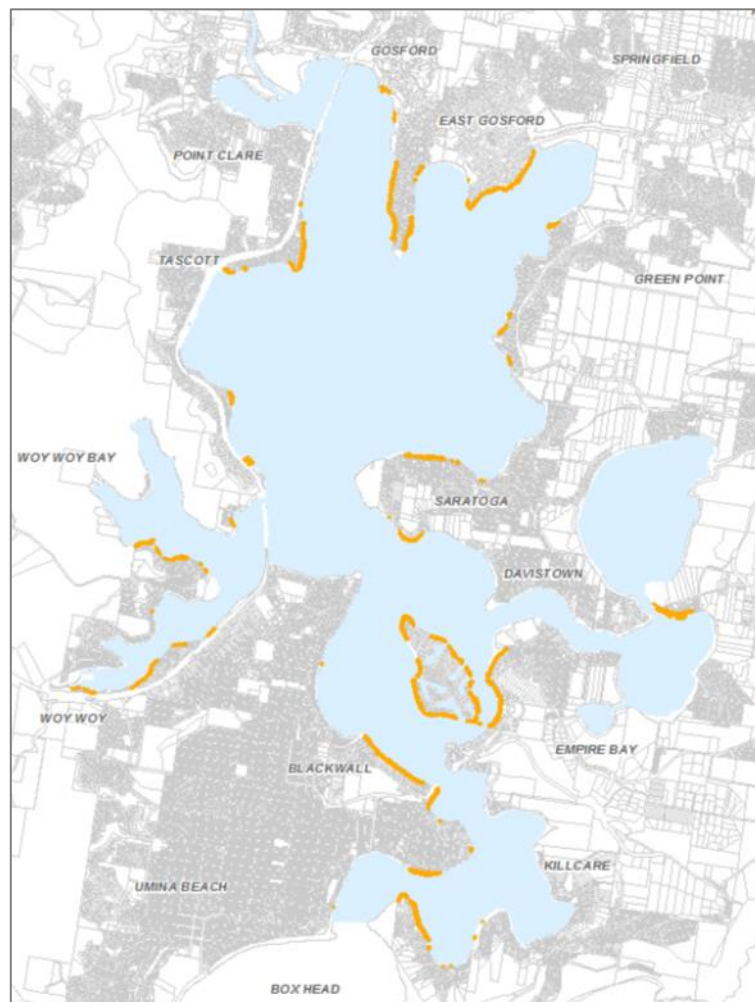 GOSFORD
SPRINGFIELD
EAST GOSFORD
POINT CLARE
TASCOTT
GREEN POINT
WOY WOY BAY
SARATOGA
DAVISTOWN
WOY WOY
EMPIRE BAY
BLACKWALL
KILLCARE
UMINA BEACH
BOX HEAD